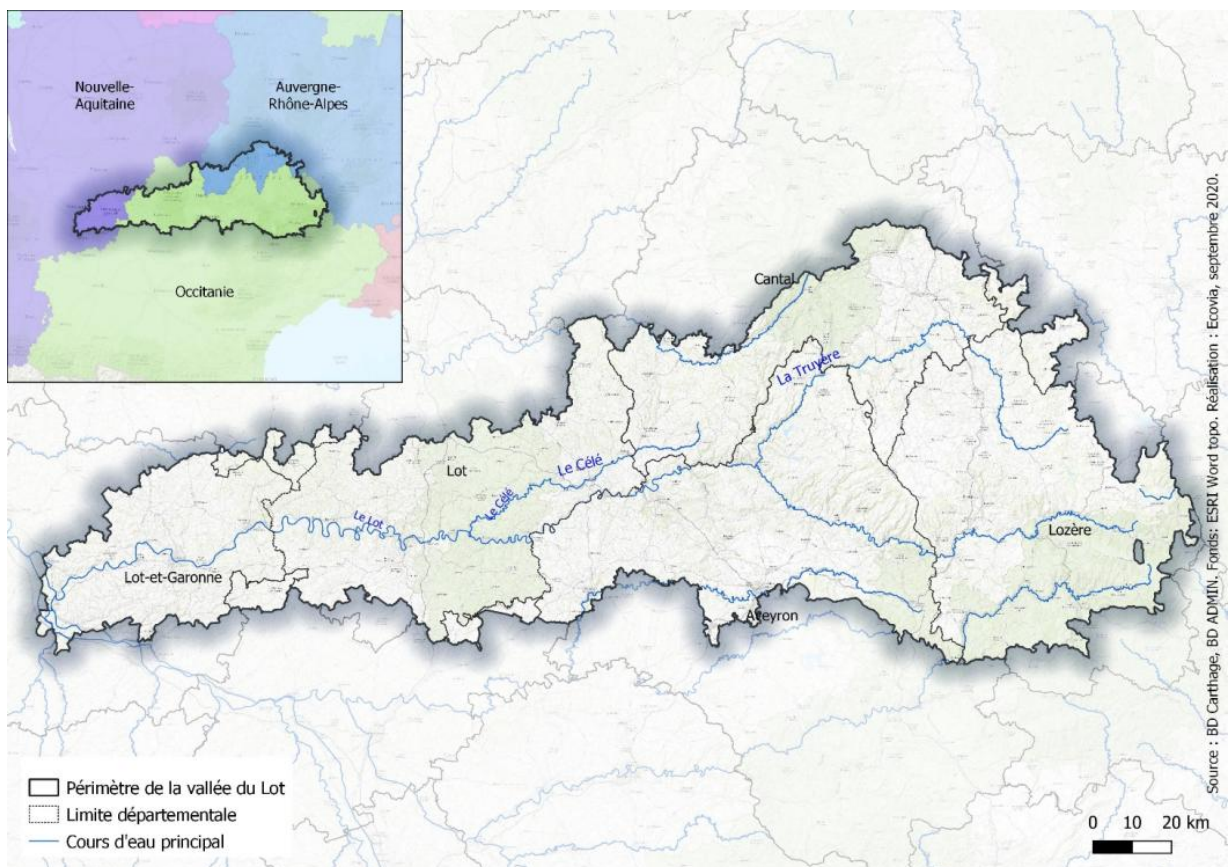 Nouvelle-
Aquitaine
Auvergne-
Rhône-Alpes
Occitanie
Cantal
La Truyère
Lot
Le Célé
Le Célé
Le Lot
Lozère
Lot-et-Garonne
Aveyron
Périmètre de la vallée du Lot
Limite départementale
Cours d'eau principal
0 10 20 km
Source : BD Carthage, BD ADMIN. Fonds: ESRI Word topo. Réalisation : Ecovia, septembre 2020.